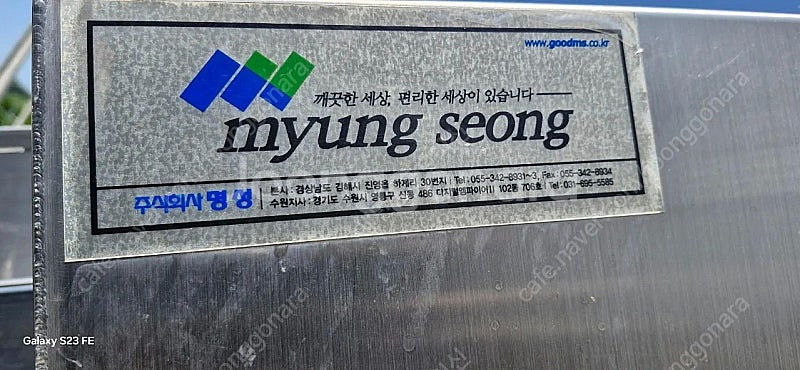 www.goodms.co.kr
깨끗한 세상, 편리한 세상이 있습니다
myung seong
주식회사 명성
본사 : 경상남도 김해시 진영읍 하계리 30번지 | Tel : 055-342-8931~3, Fax : 055-342-8934
수원지사 : 경기도 수원시 영통구 신동 486 디지털엠파이어II 102동 706호 | Tel : 031-695-5585
Galaxy S23 FE
cafe.naver
joonggonara